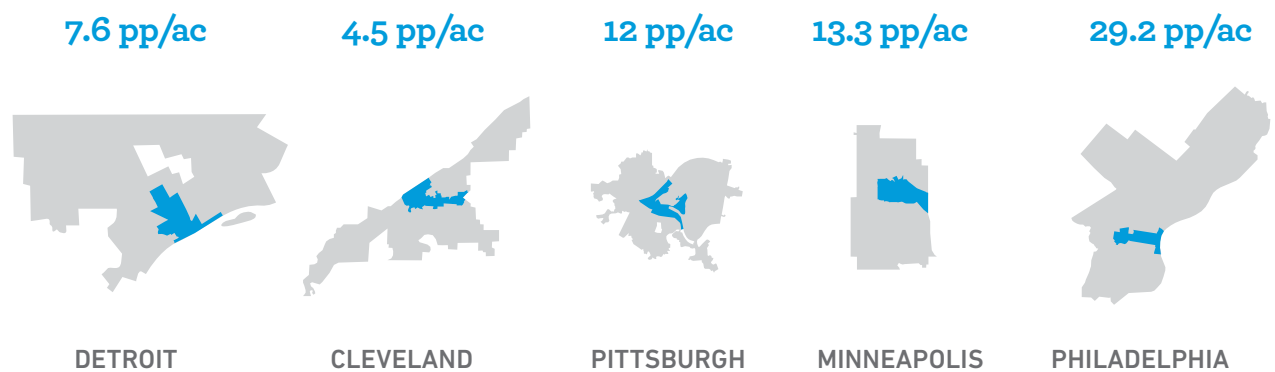 7.6 pp/ac 4.5 pp/ac 12 pp/ac 13.3 pp/ac 29.2 pp/ac
DETROIT CLEVELAND PITTSBURGH MINNEAPOLIS PHILADELPHIA